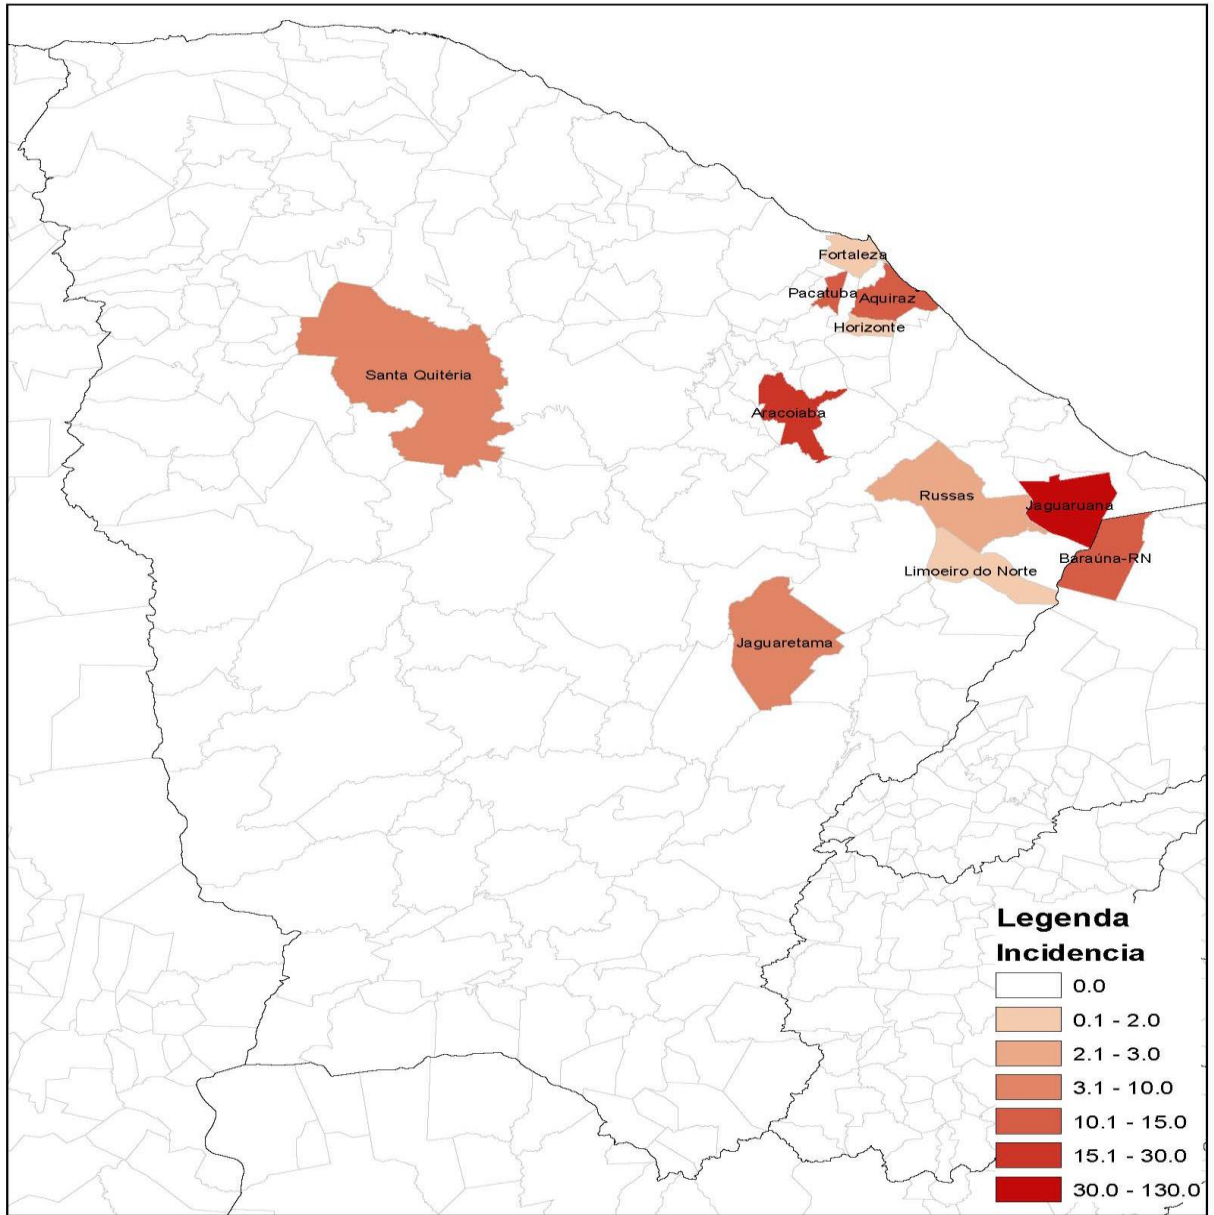 Fortaleza
Pacatuba
Aquiraz
Horizonte
Santa Quitéria
Aracoiaba
Russas
Jaguaruana
Baraúna-RN
Limoeiro do Norte
Jaguaretama
Legenda
Incidencia
0.0
0.1 - 2.0
2.1 - 3.0
3.1 - 10.0
10.1 - 15.0
15.1 - 30.0
30.0 - 130.0